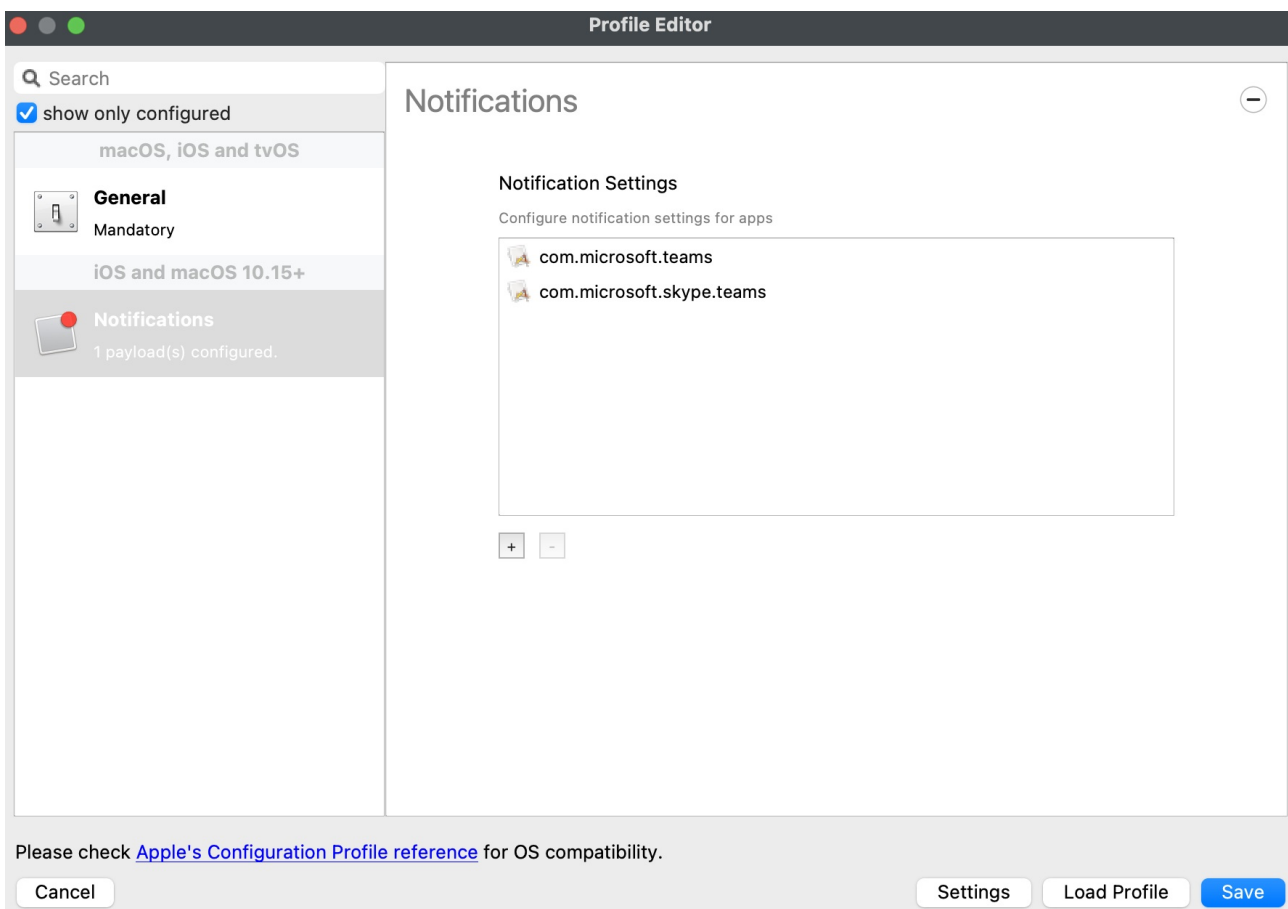 Profile Editor
Search
show only configured
macOS, iOS and tvOS
General
Mandatory
iOS and macOS 10.15+
Notifications
1 payload(s) configured.
Notifications
Notification Settings
Configure notification settings for apps
com.microsoft.teams
com.microsoft.skype.teams
+ -
Please check Apple's Configuration Profile reference for OS compatibility.
Cancel Settings Load Profile Save